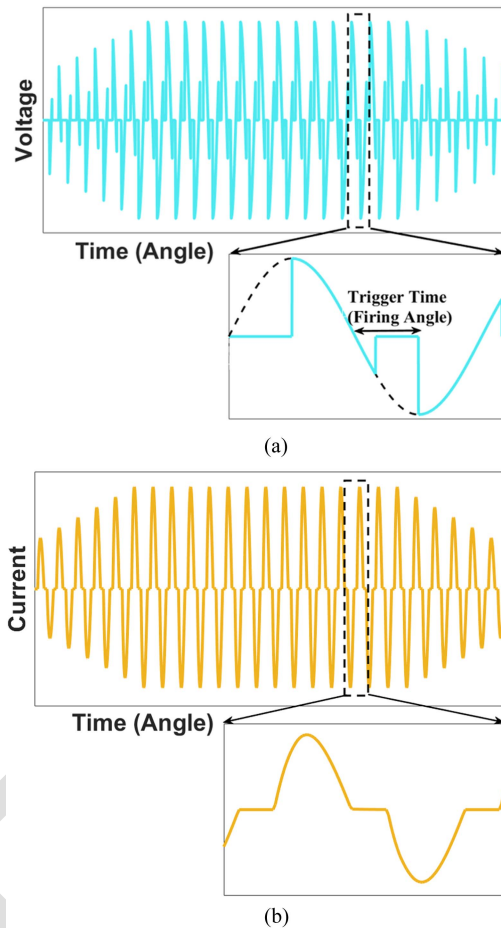 Voltage
Time (Angle)
Trigger Time
(Firing Angle)
(a)
Current
Time (Angle)
(b)